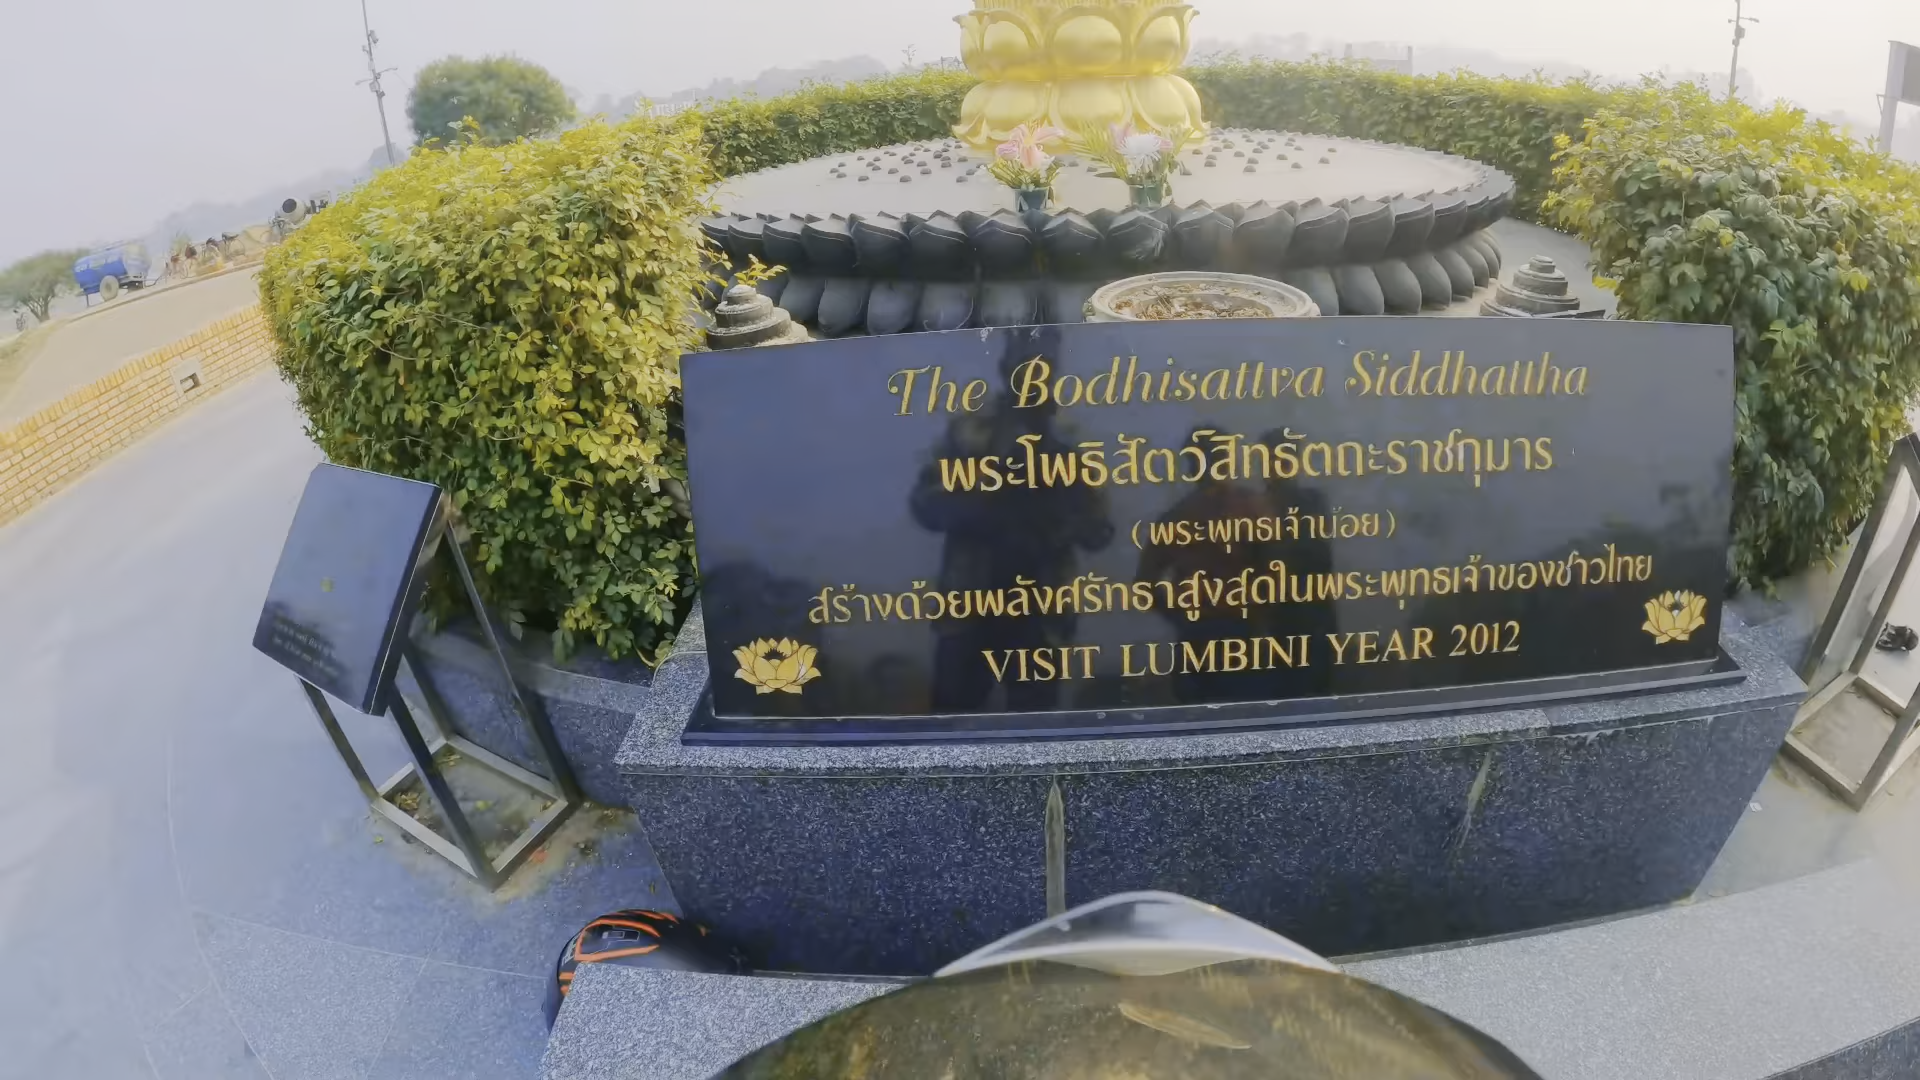 The Bodhisattva Siddhattha
พระโพธิสัตว์สิทธัตถะราชกุมาร
(พระพุทธเจ้าน้อย)
สร้างด้วยพลังศรัทธาสูงสุดในพระพุทธเจ้าของชาวไทย
VISIT LUMBINI YEAR 2012